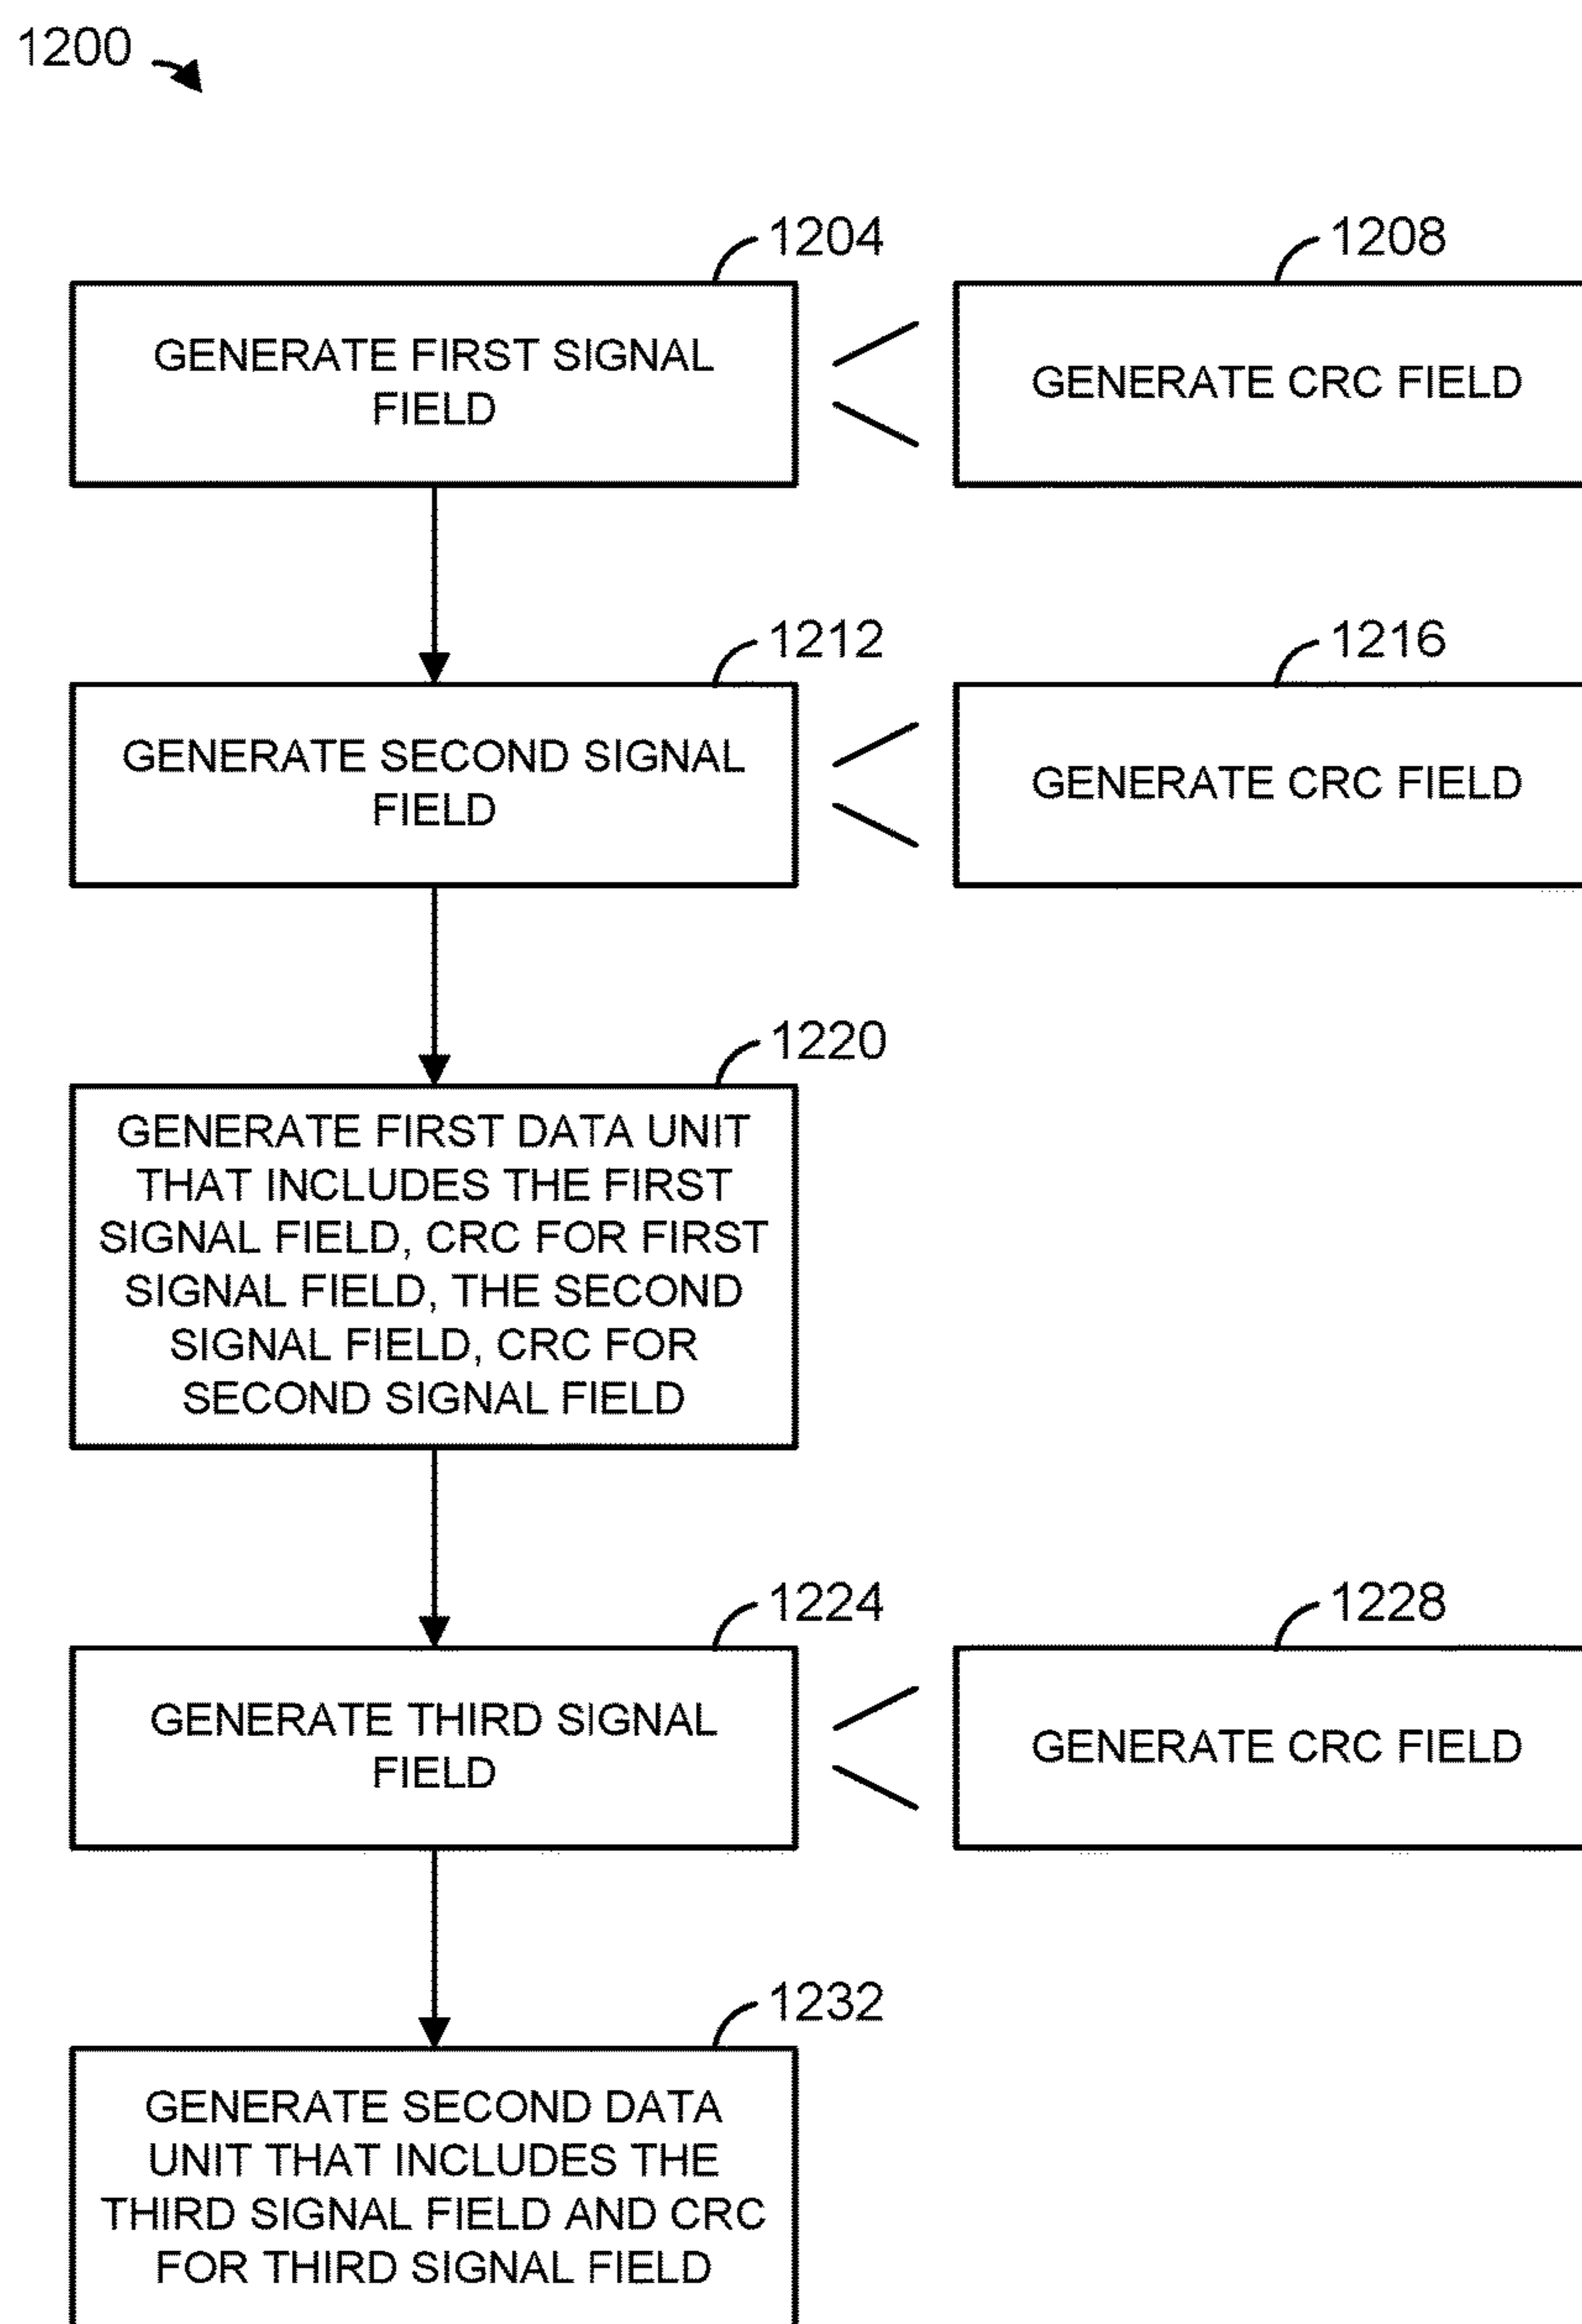 1200
1204
1208
GENERATE FIRST SIGNAL
FIELD
GENERATE CRC FIELD
1212
1216
GENERATE SECOND SIGNAL
FIELD
GENERATE CRC FIELD
1220
GENERATE FIRST DATA UNIT
THAT INCLUDES THE FIRST
SIGNAL FIELD, CRC FOR FIRST
SIGNAL FIELD, THE SECOND
SIGNAL FIELD, CRC FOR
SECOND SIGNAL FIELD
1224
1228
GENERATE THIRD SIGNAL
FIELD
GENERATE CRC FIELD
1232
GENERATE SECOND DATA
UNIT THAT INCLUDES THE
THIRD SIGNAL FIELD AND CRC
FOR THIRD SIGNAL FIELD